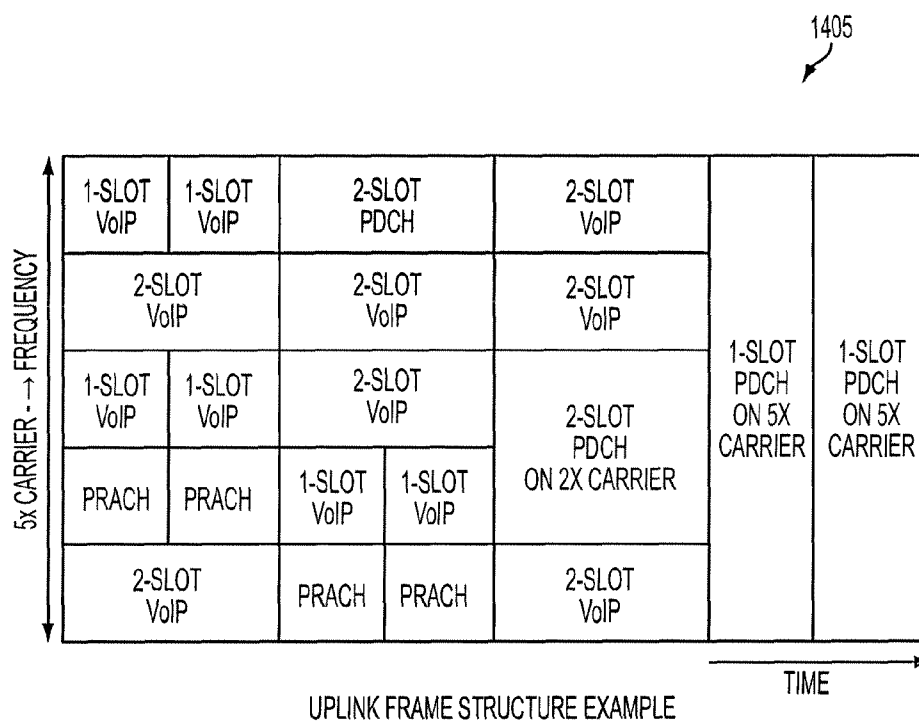 1405
5x CARRIER - → FREQUENCY
1-SLOT
VoIP
1-SLOT
VoIP
2-SLOT
PDCH
2-SLOT
VoIP
2-SLOT
VoIP
2-SLOT
VoIP
2-SLOT
VoIP
1-SLOT
VoIP
1-SLOT
VoIP
2-SLOT
VoIP
2-SLOT
PDCH
ON 2X CARRIER
1-SLOT
PDCH
ON 5X
CARRIER
1-SLOT
PDCH
ON 5X
CARRIER
PRACH
PRACH
1-SLOT
VoIP
1-SLOT
VoIP
2-SLOT
VoIP
PRACH
PRACH
2-SLOT
VoIP
TIME
UPLINK FRAME STRUCTURE EXAMPLE